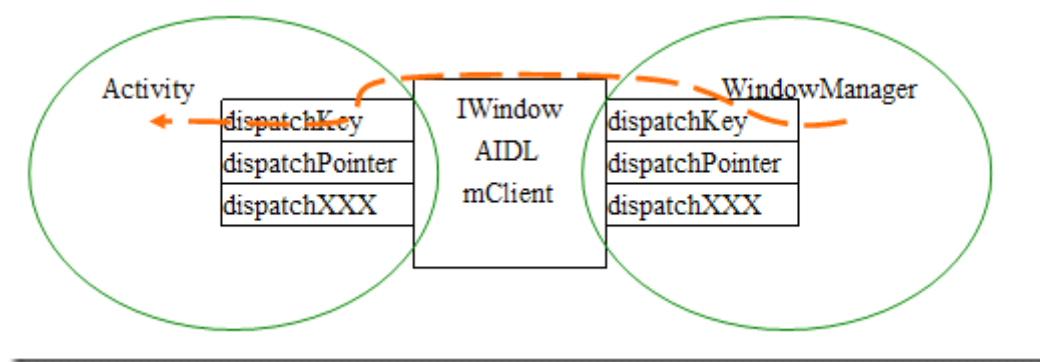 Activity
dispatchKey
dispatchPointer
dispatchXXX
IWindow
AIDL
mClient
WindowManager
dispatchKey
dispatchPointer
dispatchXXX